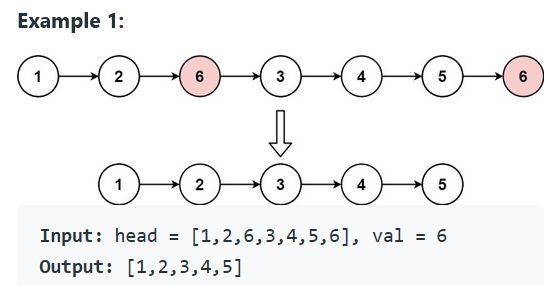 Example 1:
1 2 6 3 4 5 6
1 2 3 4 5
Input: head = [1,2,6,3,4,5,6], val = 6
Output: [1,2,3,4,5]